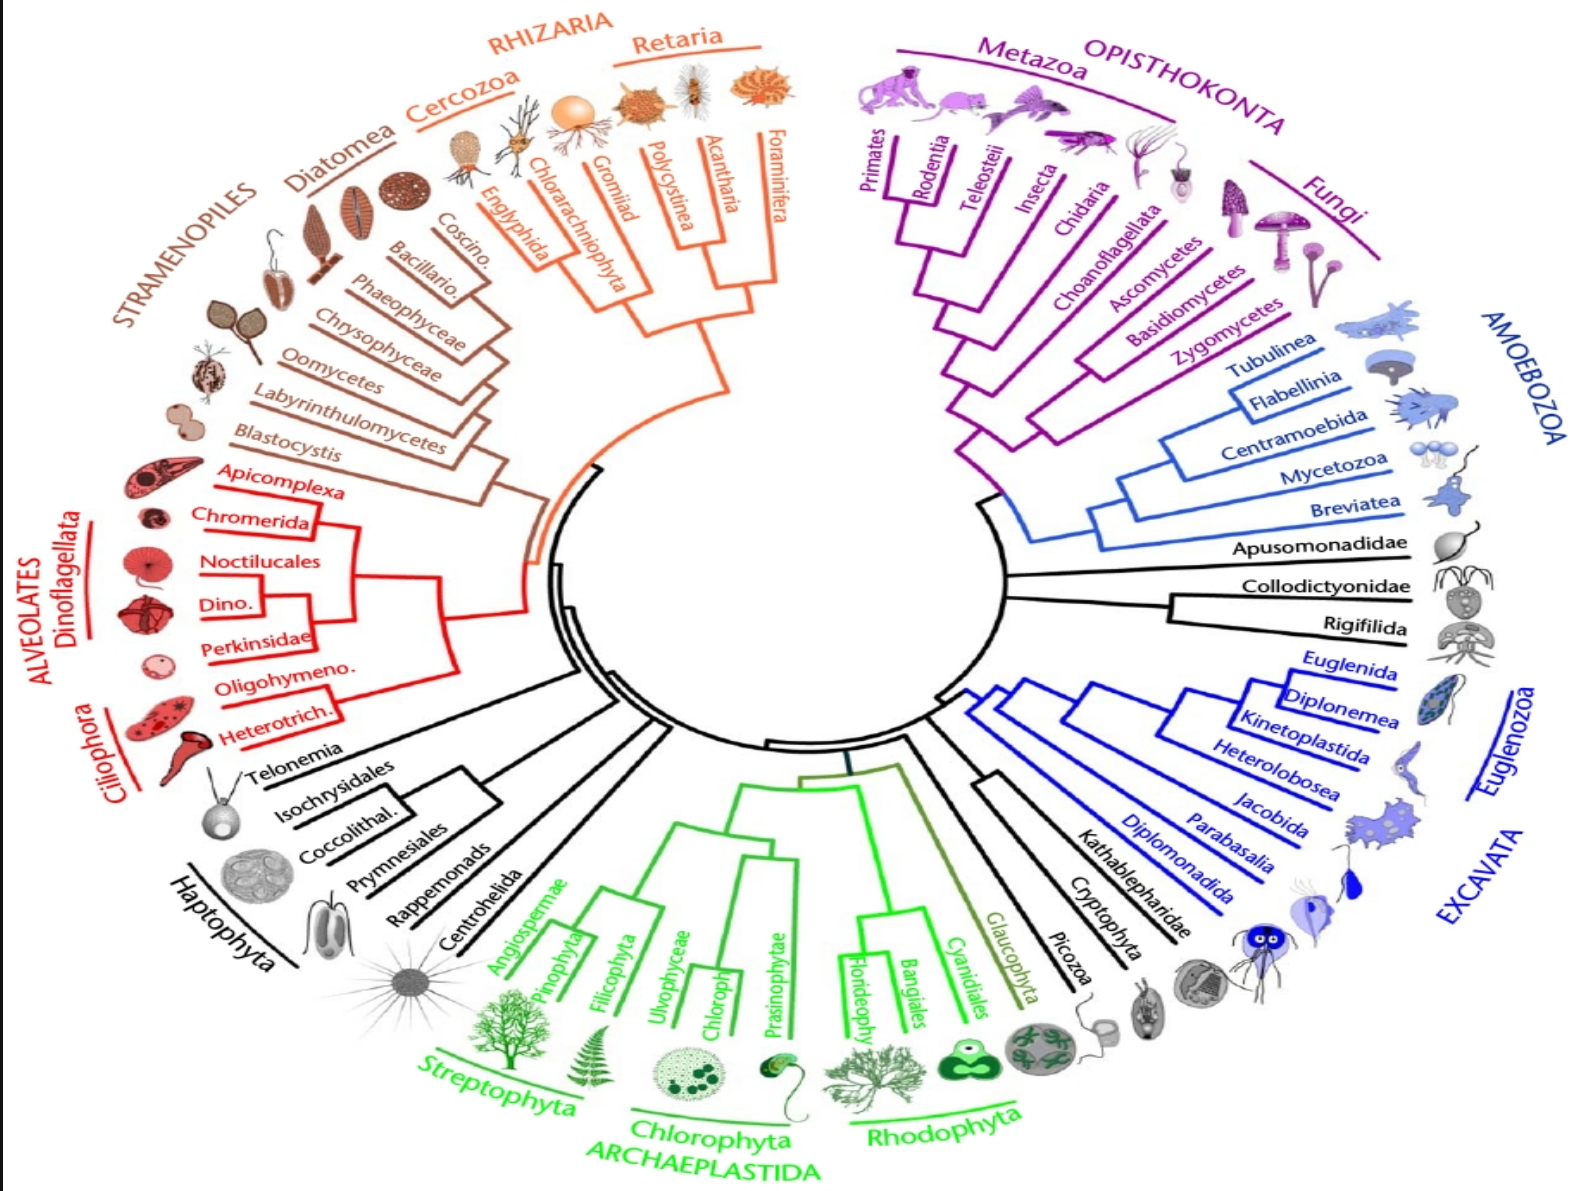 RHIZARIA
Retaria
Cercozoa
Englyphida
Chlorarachniophyta
Gromiiad
Polycystinea
Acantharia
Foraminifera
OPISTHOKONTA
Metazoa
Primates
Rodentia
Teleosteii
Insecta
Chidaria
Choanoflagellata
Fungi
Ascomycetes
Basidiomycetes
Zygomycetes
AMOEBOZOA
Tubulinea
Flabellinia
Centramoebida
Mycetozoa
Breviatea
Apusomonadidae
Collodictyonidae
Rigifilida
EXCAVATA
Euglenozoa
Euglenida
Diplonemea
Kinetoplastida
Heterolobosea
Jacobida
Parabasalia
Diplomonadida
Kathablepharidae
Cryptophyta
Picozoa
Glaucophyta
Cyanidiales
Bangiales
Florideophy
Rhodophyta
Prasinophytae
Chloroph
Ulvophyceae
Chlorophyta
ARCHAEPLASTIDA
Filicophyta
Pinophyta
Angiospermae
Streptophyta
Centrohelida
Rappemonads
Prymnesiales
Coccolithal.
Isochrysidales
Haptophyta
Telonemia
Heterotrich.
Oligohymeno.
Ciliophora
Perkinsidae
Dino.
Noctilucales
Dinoflagellata
ALVEOLATES
Chromerida
Apicomplexa
Blastocystis
Labyrinthulomycetes
Oomycetes
Chrysophyceae
Phaeophyceae
Bacillario.
Coscino.
Diatomea
STRAMENOPILES